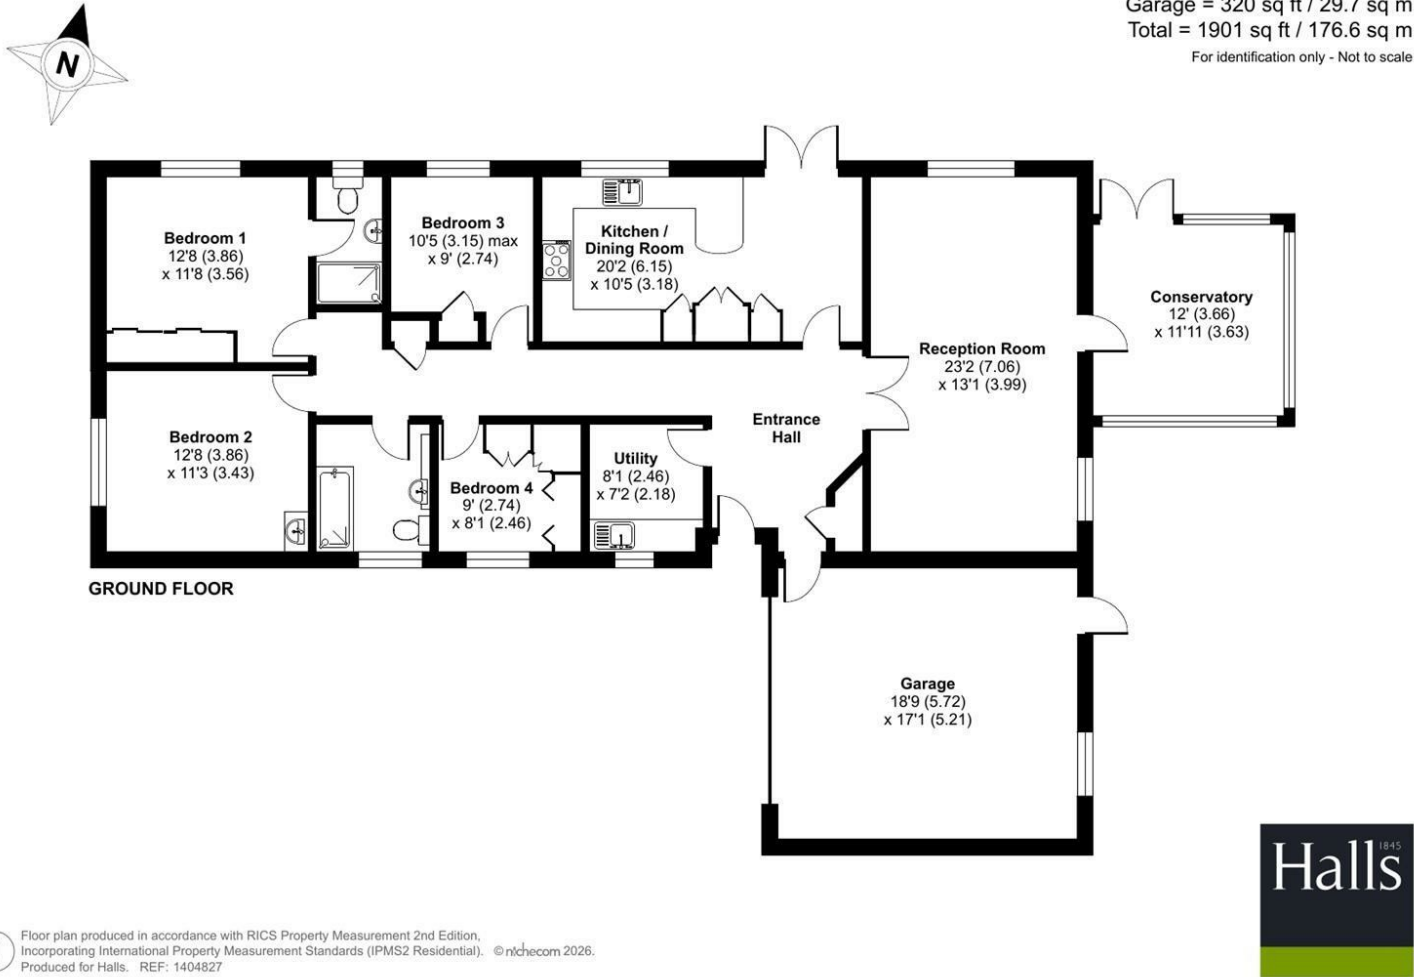 Garage = 320 sq ft / 29.7 sq m
Total = 1901 sq ft / 176.6 sq m
For identification only - Not to scale
N
Bedroom 1
12'8 (3.86)
x 11'8 (3.56)
Bedroom 3
10'5 (3.15) max
x 9' (2.74)
Kitchen /
Dining Room
20'2 (6.15)
x 10'5 (3.18)
Conservatory
12' (3.66)
x 11'11 (3.63)
Reception Room
23'2 (7.06)
x 13'1 (3.99)
Entrance
Hall
Bedroom 2
12'8 (3.86)
x 11'3 (3.43)
Bedroom 4
9' (2.74)
x 8'1 (2.46)
Utility
8'1 (2.46)
x 7'2 (2.18)
GROUND FLOOR
Garage
18'9 (5.72)
x 17'1 (5.21)
Halls
1845
Floor plan produced in accordance with RICS Property Measurement 2nd Edition,
Incorporating International Property Measurement Standards (IPMS2 Residential). © nichecom 2026.
Produced for Halls. REF: 1404827